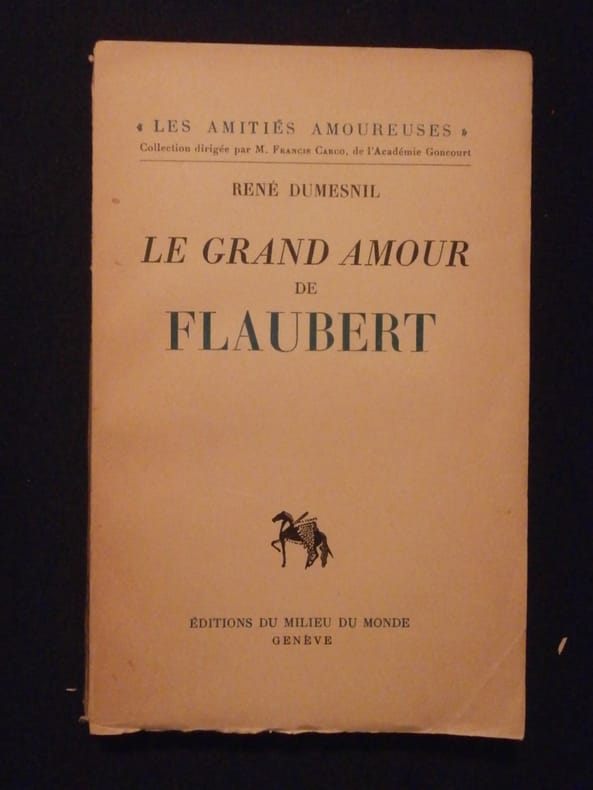 « LES AMITIÉS AMOUREUSES »
Collection dirigée par M. Francis Carco, de l'Académie Goncourt
RENÉ DUMESNIL
LE GRAND AMOUR
DE
FLAUBERT
ÉDITIONS DU MILIEU DU MONDE
GENÈVE